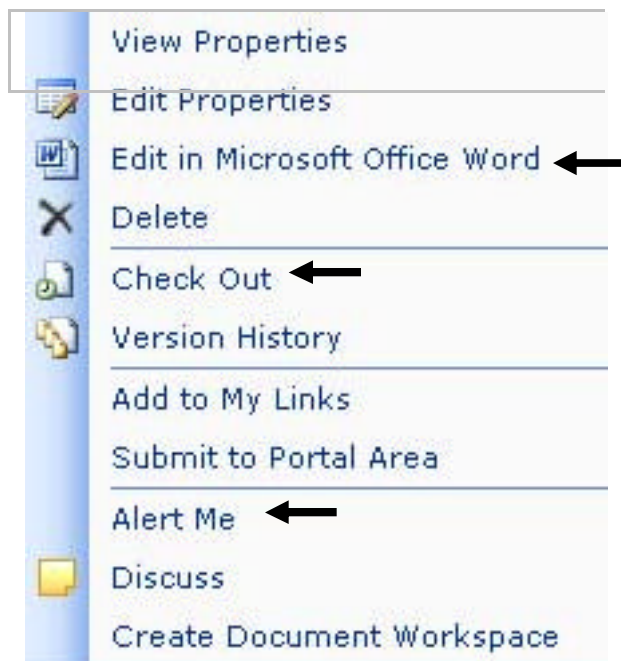 View Properties
Edit Properties
Edit in Microsoft Office Word
Delete
Check Out
Version History
Add to My Links
Submit to Portal Area
Alert Me
Discuss
Create Document Workspace